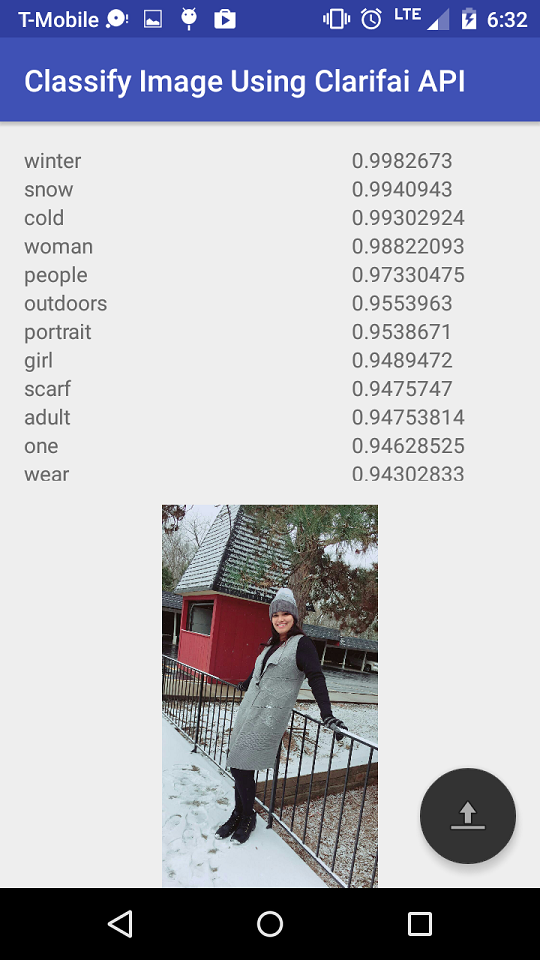 T-Mobile LTE 6:32
Classify Image Using Clarifai API
winter 0.9982673
snow 0.9940943
cold 0.99302924
woman 0.98822093
people 0.97330475
outdoors 0.9553963
portrait 0.9538671
girl 0.9489472
scarf 0.9475747
adult 0.94753814
one 0.94628525
wear 0.94302833